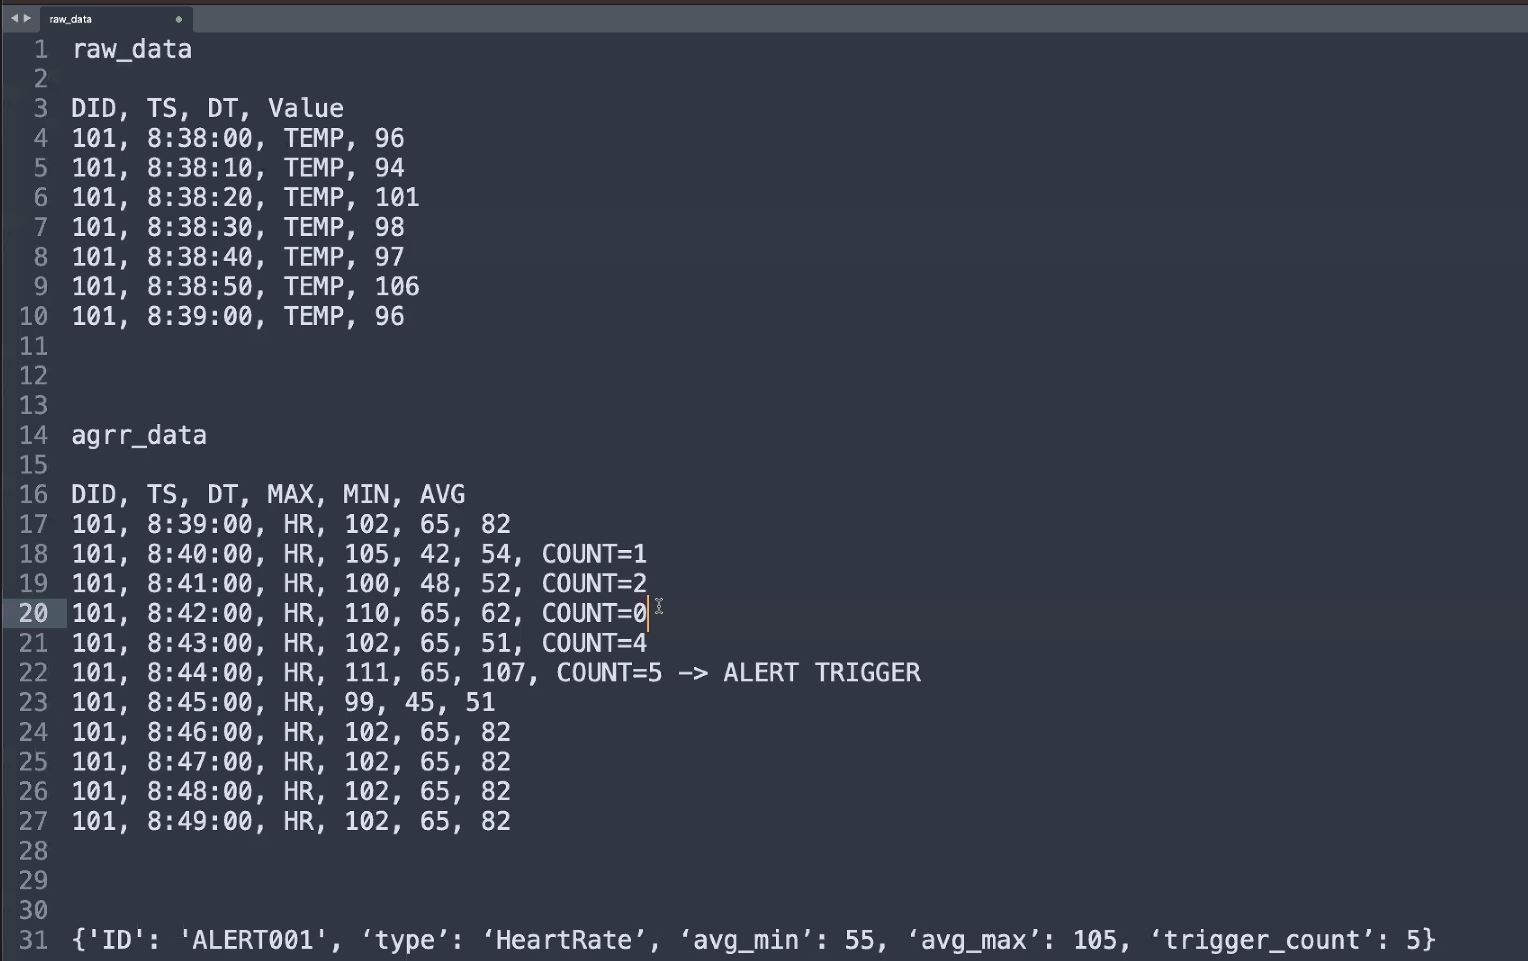 raw_data
1 raw_data
2
3 DID, TS, DT, Value
4 101, 8:38:00, TEMP, 96
5 101, 8:38:10, TEMP, 94
6 101, 8:38:20, TEMP, 101
7 101, 8:38:30, TEMP, 98
8 101, 8:38:40, TEMP, 97
9 101, 8:38:50, TEMP, 106
10 101, 8:39:00, TEMP, 96
11
12
13
14 agrr_data
15
16 DID, TS, DT, MAX, MIN, AVG
17 101, 8:39:00, HR, 102, 65, 82
18 101, 8:40:00, HR, 105, 42, 54, COUNT=1
19 101, 8:41:00, HR, 100, 48, 52, COUNT=2
20 101, 8:42:00, HR, 110, 65, 62, COUNT=0
21 101, 8:43:00, HR, 102, 65, 51, COUNT=4
22 101, 8:44:00, HR, 111, 65, 107, COUNT=5 -> ALERT TRIGGER
23 101, 8:45:00, HR, 99, 45, 51
24 101, 8:46:00, HR, 102, 65, 82
25 101, 8:47:00, HR, 102, 65, 82
26 101, 8:48:00, HR, 102, 65, 82
27 101, 8:49:00, HR, 102, 65, 82
28
29
30
31 {'ID': 'ALERT001', ‘type’: ‘HeartRate’, ‘avg_min’: 55, ‘avg_max’: 105, ‘trigger_count’: 5}